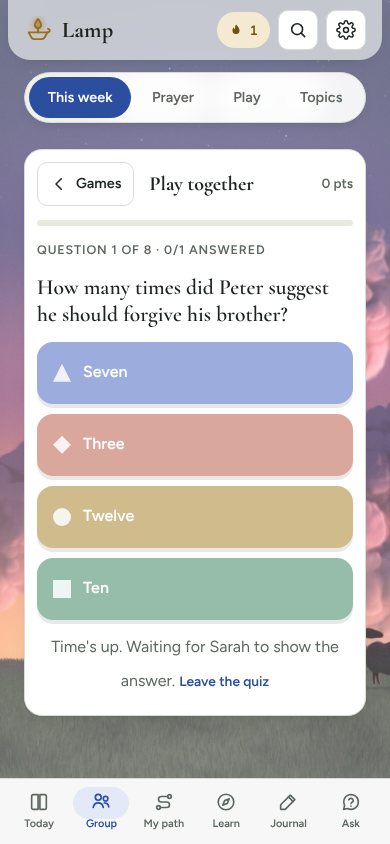 Lamp
1
This week
Prayer
Play
Topics
Games
Play together
0 pts
QUESTION 1 OF 8 · 0/1 ANSWERED
How many times did Peter suggest
he should forgive his brother?
Seven
Three
Twelve
Ten
Time's up. Waiting for Sarah to show the
answer. Leave the quiz
Today
Group
My path
Learn
Journal
Ask